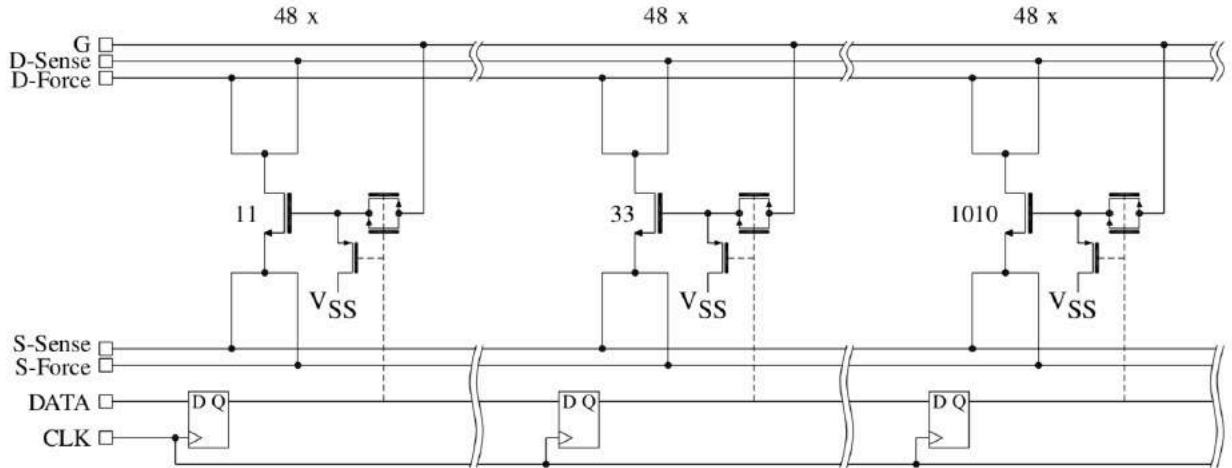 48 x 48 x 48 x
G
D-Sense
D-Force
11 33 1010
VSS VSS VSS
S-Sense
S-Force
DATA D Q D Q D Q
CLK